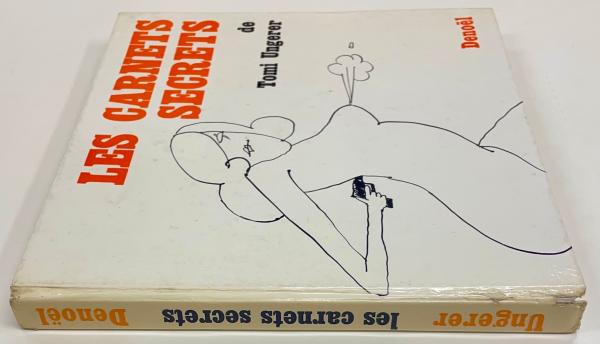 LES CARNETS
SECRETS
de
Tomi Ungerer
Denoël
Ungerer les carnets secrets Denoël